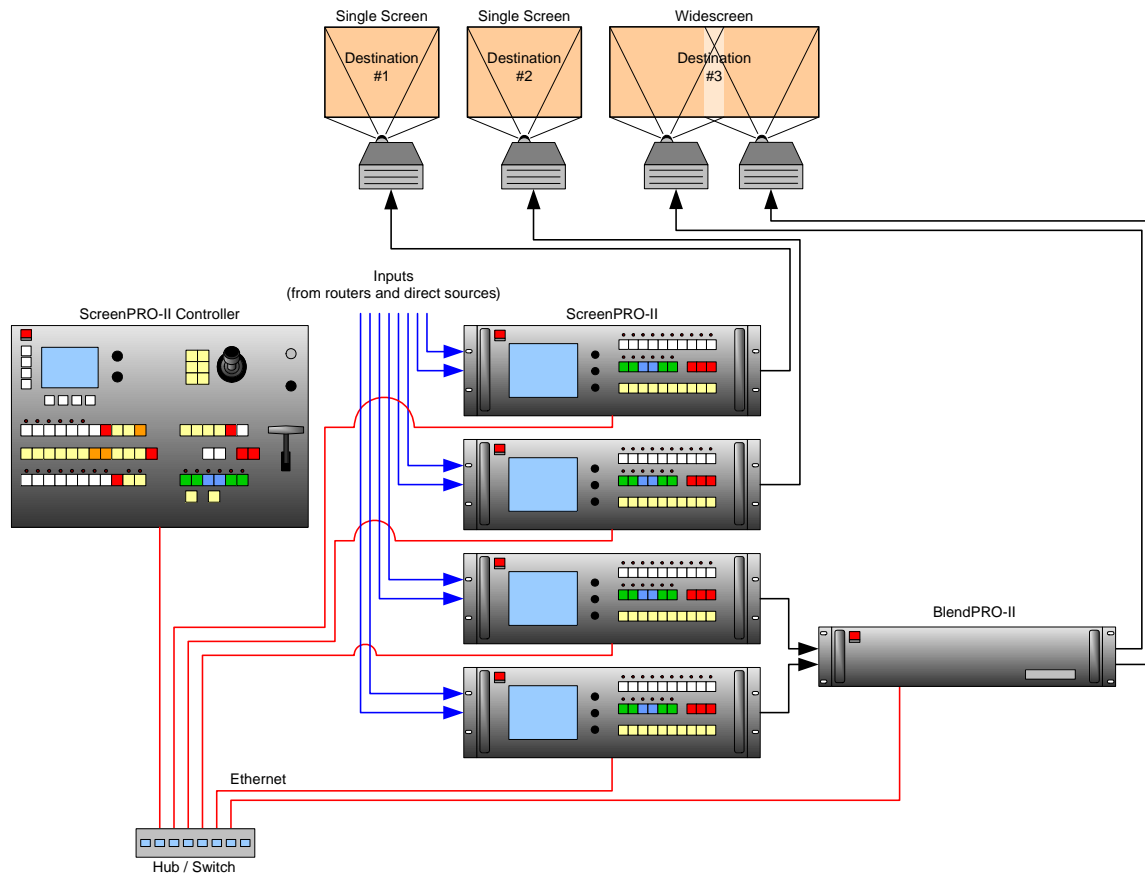 Single Screen
Single Screen
Widescreen
Destination
#1
Destination
#2
Destination
#3
Inputs
(from routers and direct sources)
ScreenPRO-II Controller
ScreenPRO-II
BlendPRO-II
Ethernet
Hub / Switch